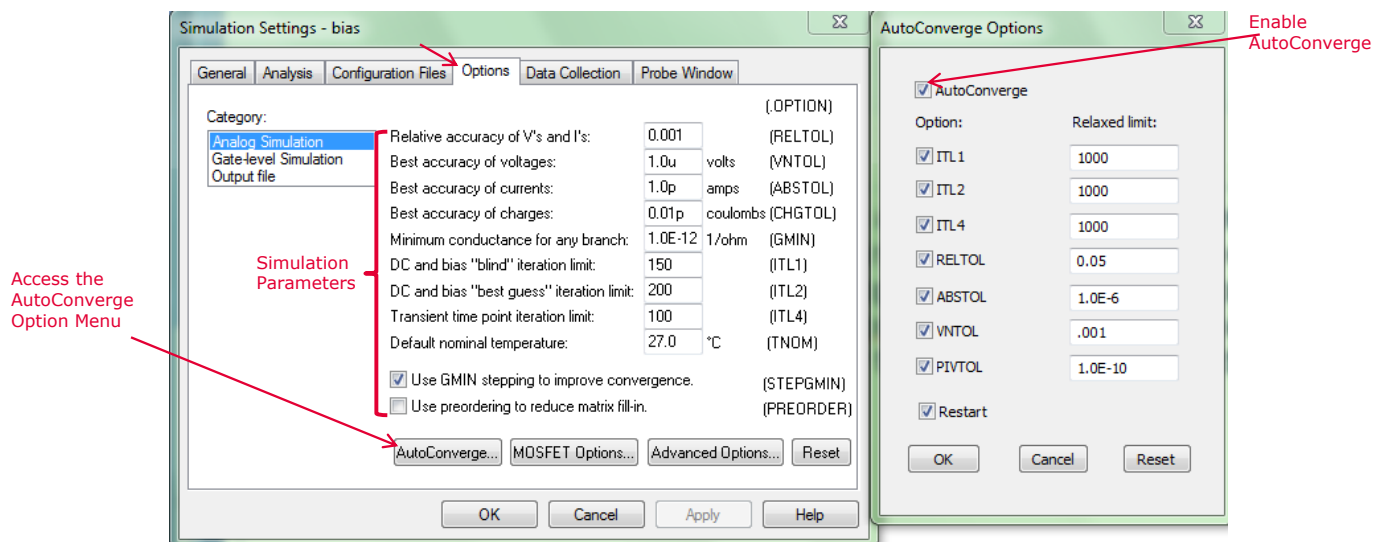 Simulation Settings - bias
General Analysis Configuration Files Options Data Collection Probe Window
Category:
Analog Simulation
Gate-level Simulation
Output file
(.OPTION)
Relative accuracy of V's and I's: 0.001 (RELTOL)
Best accuracy of voltages: 1.0u volts (VNTOL)
Best accuracy of currents: 1.0p amps (ABSTOL)
Best accuracy of charges: 0.01p coulombs (CHGTOL)
Minimum conductance for any branch: 1.0E-12 1/ohm (GMIN)
DC and bias "blind" iteration limit: 150 (ITL1)
DC and bias "best guess" iteration limit: 200 (ITL2)
Transient time point iteration limit: 100 (ITL4)
Default nominal temperature: 27.0 °C (TNOM)
Use GMIN stepping to improve convergence. (STEPGMIN)
Use preordering to reduce matrix fill-in. (PREORDER)
AutoConverge... MOSFET Options... Advanced Options... Reset
OK Cancel Apply Help
Simulation
Parameters
Access the
AutoConverge
Option Menu
AutoConverge Options
AutoConverge
Option: Relaxed limit:
ITL1 1000
ITL2 1000
ITL4 1000
RELTOL 0.05
ABSTOL 1.0E-6
VNTOL .001
PIVTOL 1.0E-10
Restart
OK Cancel Reset
Enable
AutoConverge